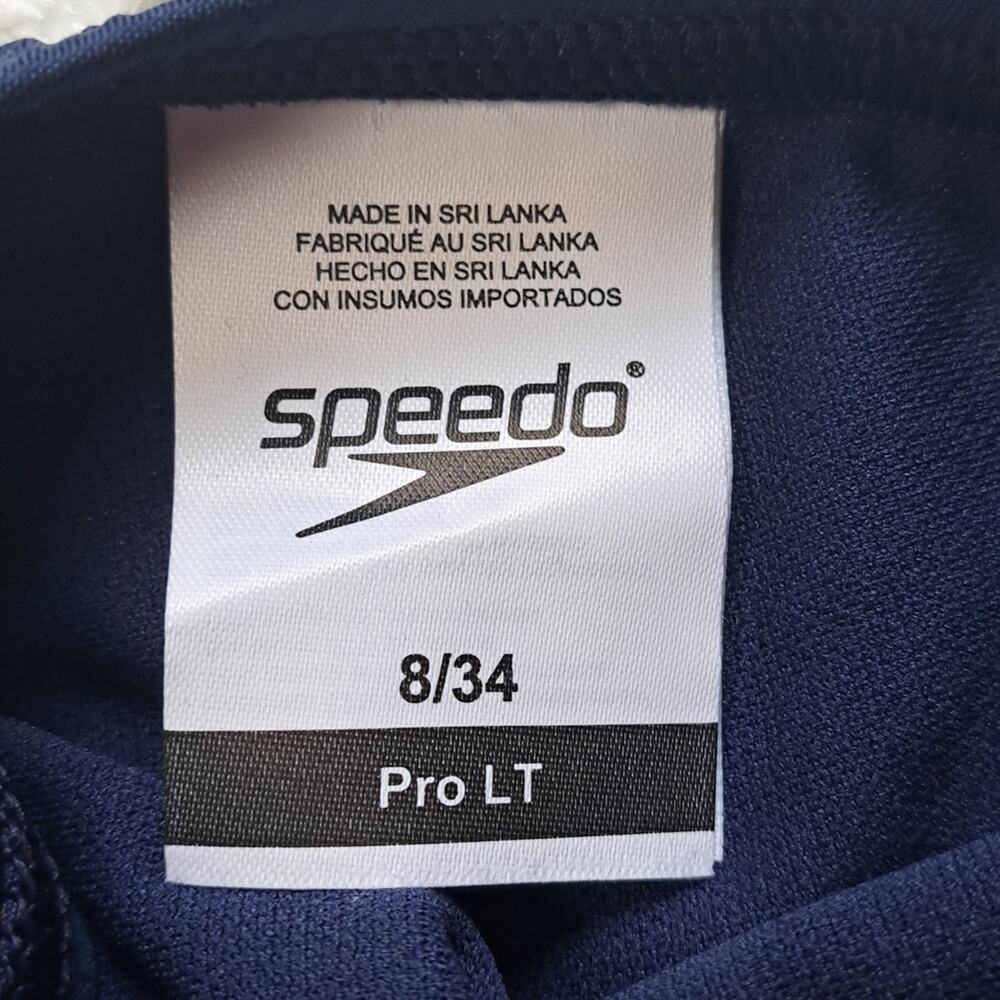 MADE IN SRI LANKA
FABRIQUÉ AU SRI LANKA
HECHO EN SRI LANKA
CON INSUMOS IMPORTADOS
speedo®
8/34
Pro LT